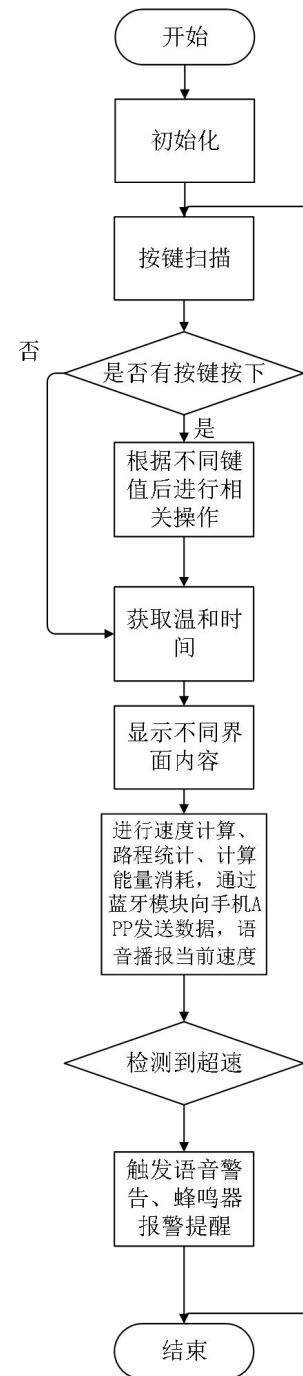 开始
初始化
按键扫描
否
是否有按键按下
是
根据不同键
值后进行相
关操作
获取温和时
间
显示不同界
面内容
进行速度计算、
路程统计、计算
能量消耗，通过
蓝牙模块向手机A
PP发送数据，语
音播报当前速度
检测到超速
触发语音警
告、蜂鸣器
报警提醒
结束